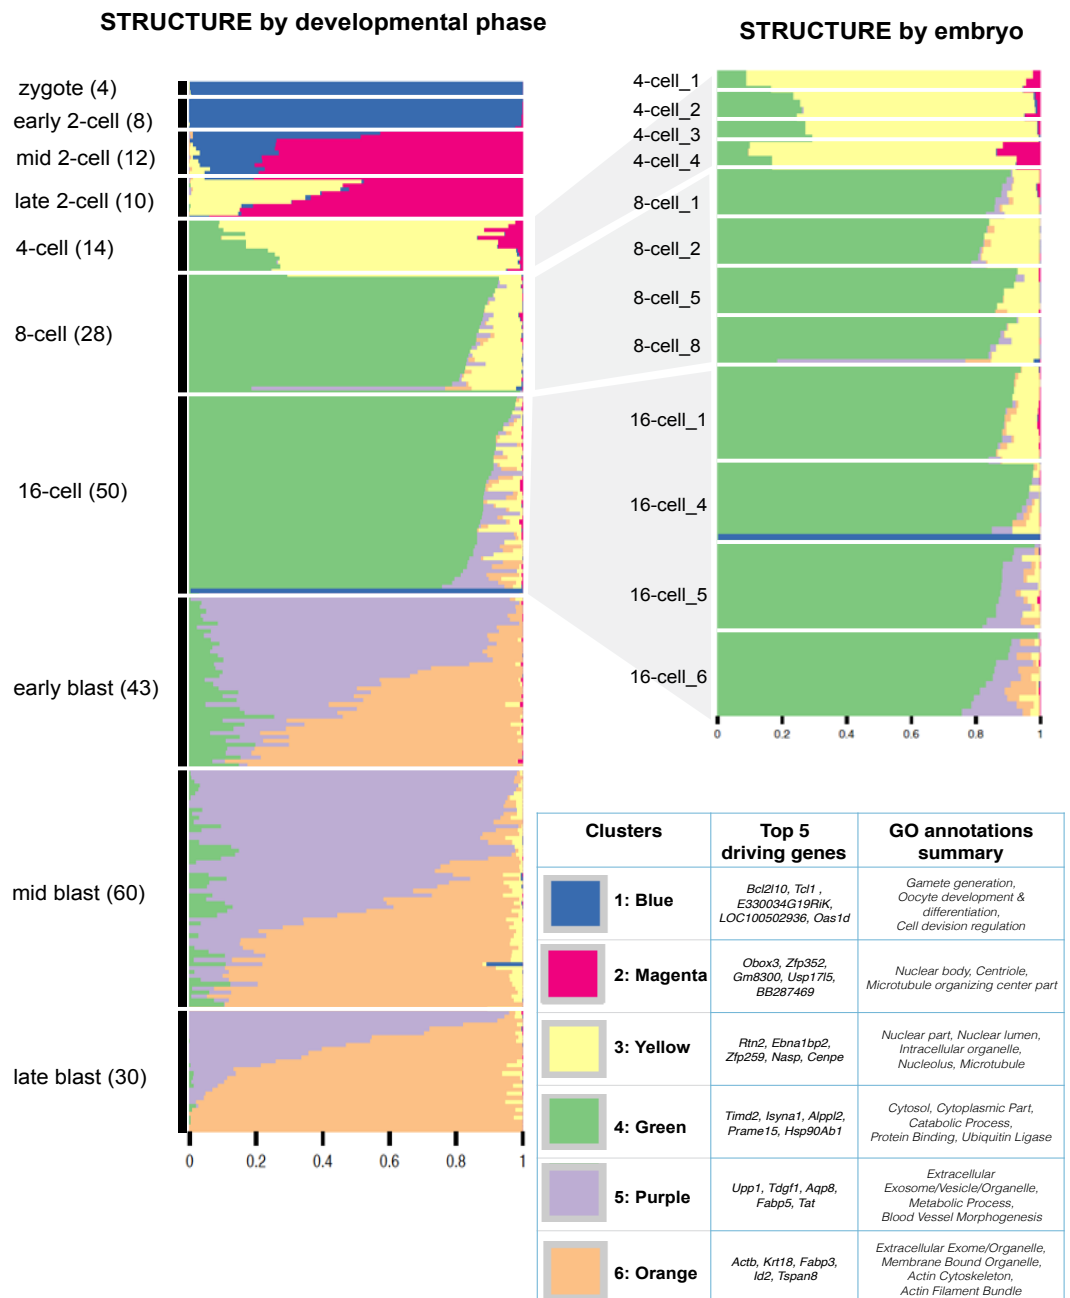 STRUCTURE by developmental phase
zygote (4)
early 2-cell (8)
mid 2-cell (12)
late 2-cell (10)
4-cell (14)
8-cell (28)
16-cell (50)
early blast (43)
mid blast (60)
late blast (30)
0 0.2 0.4 0.6 0.8 1
STRUCTURE by embryo
4-cell_1
4-cell_2
4-cell_3
4-cell_4
8-cell_1
8-cell_2
8-cell_5
8-cell_8
16-cell_1
16-cell_4
16-cell_5
16-cell_6
0 0.2 0.4 0.6 0.8 1
Clusters
Top 5
driving genes
GO annotations
summary
1: Blue
Bcl2l10, Tcl1 ,
E330034G19RiK,
LOC100502936, Oas1d
Gamete generation,
Oocyte development &
differentiation,
Cell devision regulation
2: Magenta
Obox3, Zfp352,
Gm8300, Usp17l5,
BB287469
Nuclear body, Centriole,
Microtubule organizing center part
3: Yellow
Rtn2, Ebna1bp2,
Zfp259, Nasp, Cenpe
Nuclear part, Nuclear lumen,
Intracellular organelle,
Nucleolus, Microtubule
4: Green
Timd2, Isyna1, Alppl2,
Prame15, Hsp90Ab1
Cytosol, Cytoplasmic Part,
Catabolic Process,
Protein Binding, Ubiquitin Ligase
5: Purple
Upp1, Tdgf1, Aqp8,
Fabp5, Tat
Extracellular
Exosome/Vesicle/Organelle,
Metabolic Process,
Blood Vessel Morphogenesis
6: Orange
Actb, Krt18, Fabp3,
Id2, Tspan8
Extracellular Exome/Organelle,
Membrane Bound Organelle,
Actin Cytoskeleton,
Actin Filament Bundle